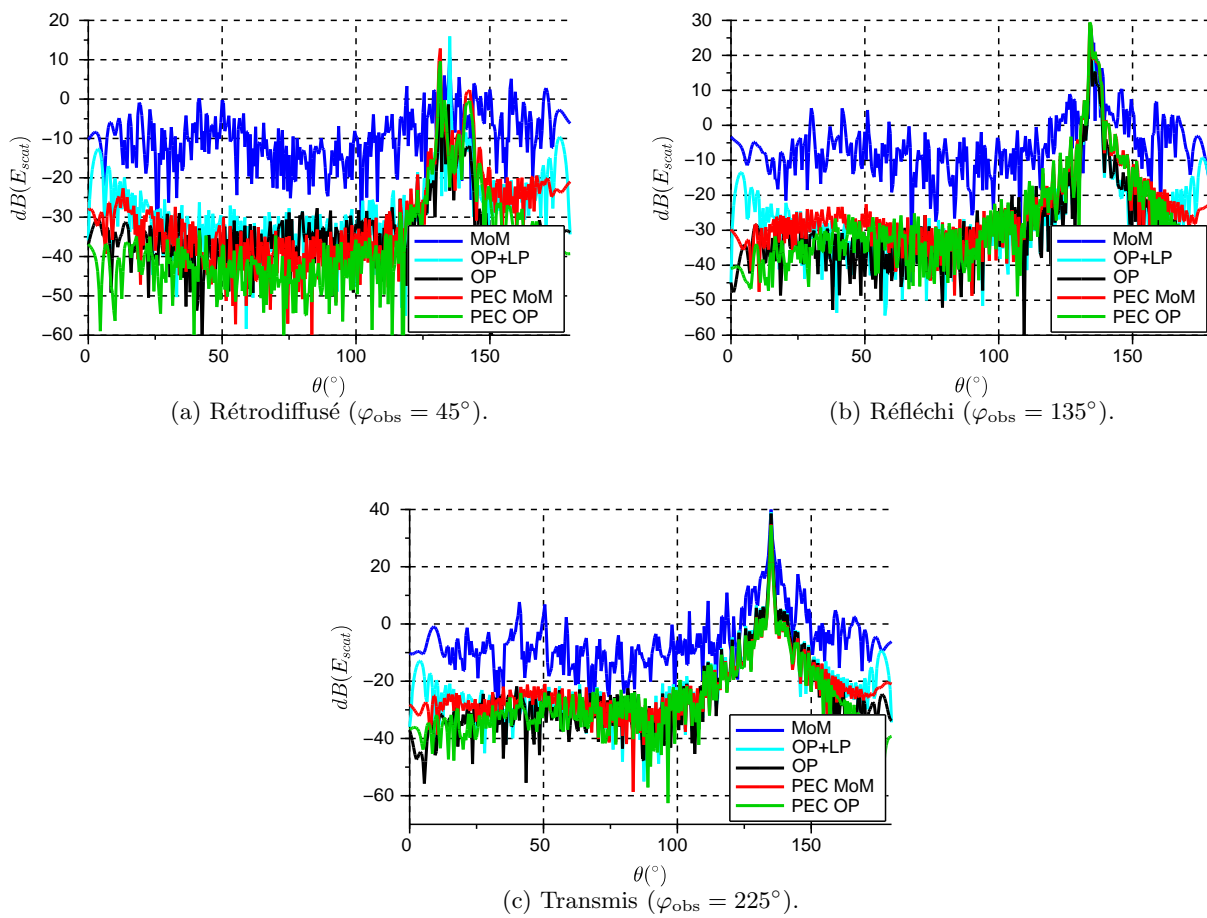 20
10
0
−10
−20
−30
−40
−50
−60
dB(E_scat)
0
50
100
150
θ(°)
MoM
OP+LP
OP
PEC MoM
PEC OP
(a) Rétrodiffusé (φobs = 45°).
30
20
10
0
−10
−20
−30
−40
−50
−60
dB(E_scat)
0
50
100
150
θ(°)
MoM
OP+LP
OP
PEC MoM
PEC OP
(b) Réfléchi (φobs = 135°).
40
20
0
−20
−40
−60
dB(E_scat)
0
50
100
150
θ(°)
MoM
OP+LP
OP
PEC MoM
PEC OP
(c) Transmis (φobs = 225°).